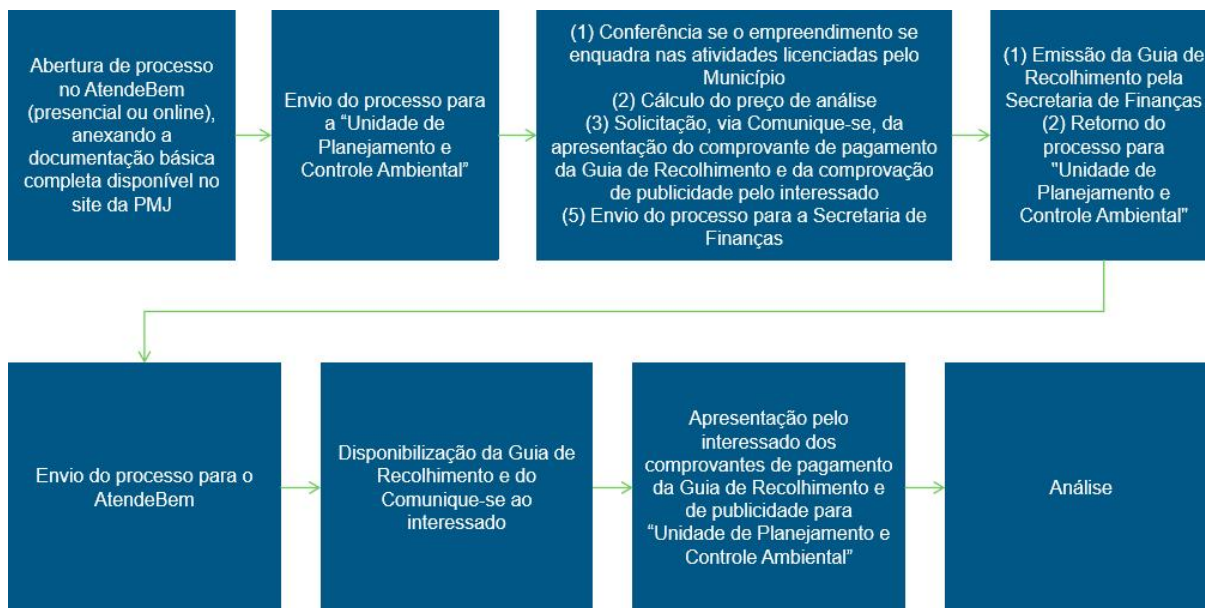 Abertura de processo
no AtendeBem
(presencial ou online),
anexando a
documentação básica
completa disponível no
site da PMJ
Envio do processo para
a “Unidade de
Planejamento e
Controle Ambiental”
(1) Conferência se o empreendimento se
enquadra nas atividades licenciadas pelo
Município
(2) Cálculo do preço de análise
(3) Solicitação, via Comunique-se, da
apresentação do comprovante de pagamento
da Guia de Recolhimento e da comprovação
de publicidade pelo interessado
(5) Envio do processo para a Secretaria de
Finanças
(1) Emissão da Guia de
Recolhimento pela
Secretaria de Finanças
(2) Retorno do
processo para
"Unidade de
Planejamento e
Controle Ambiental"
Envio do processo para o
AtendeBem
Disponibilização da Guia de
Recolhimento e do
Comunique-se ao
interessado
Apresentação pelo
interessado dos
comprovantes de pagamento
da Guia de Recolhimento e
de publicidade para
“Unidade de Planejamento e
Controle Ambiental”
Análise